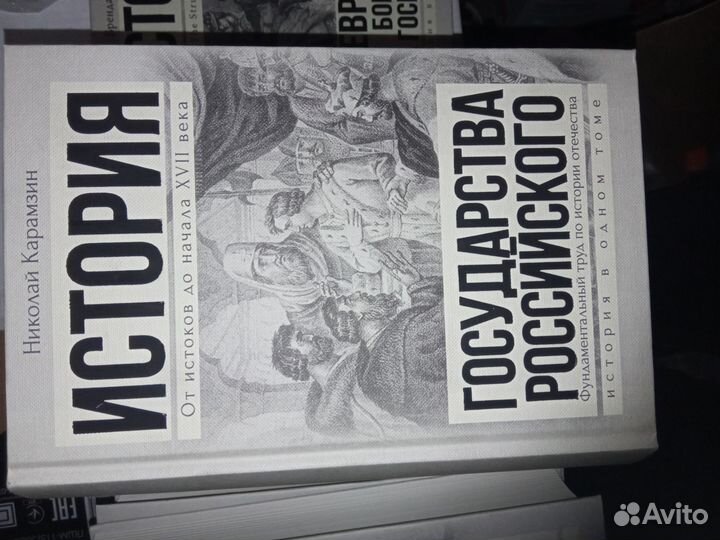 Николай Карамзин
ИСТОРИЯ
От истоков до начала XVIII века
ГОСУДАРСТВА
РОССИЙСКОГО
Фундаментальный труд по истории отечества
история в одном томе
Avito